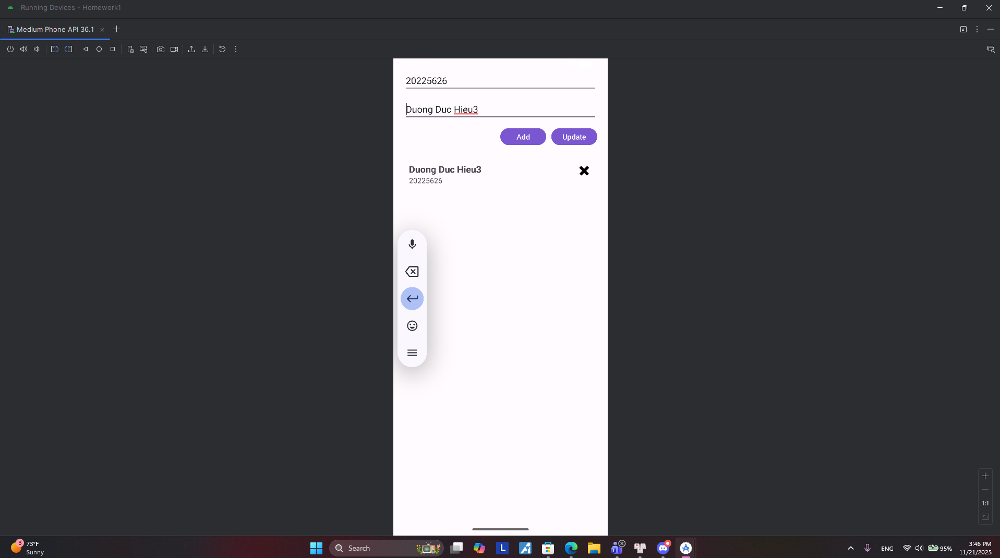 Running Devices - Homework1
Medium Phone API 36.1
20225626
Duong Duc Hieu3
Add
Update
Duong Duc Hieu3
20225626
1:1
3
73°F
Sunny
Search
L
T
ENG
95%
3:46 PM
11/21/2025